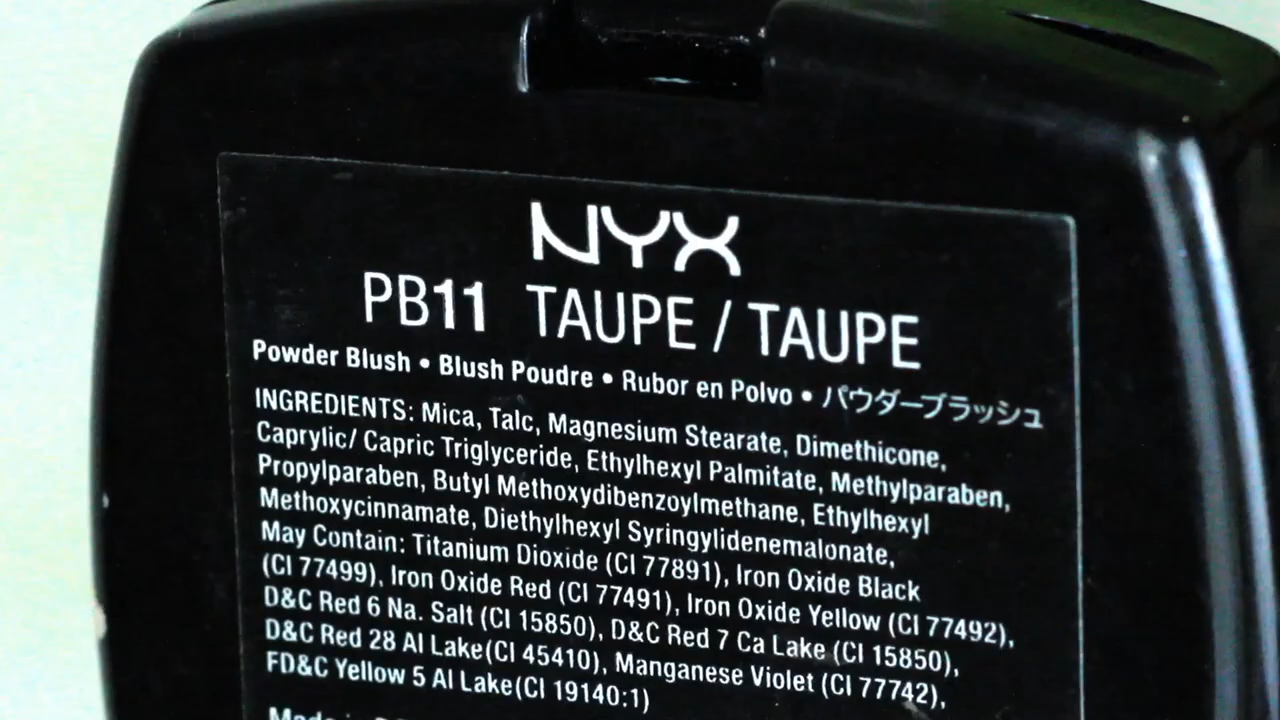 NYX
PB11 TAUPE / TAUPE
Powder Blush • Blush Poudre • Rubor en Polvo • パウダーブラッシュ
INGREDIENTS: Mica, Talc, Magnesium Stearate, Dimethicone,
Caprylic/ Capric Triglyceride, Ethylhexyl Palmitate, Methylparaben,
Propylparaben, Butyl Methoxydibenzoylmethane, Ethylhexyl
Methoxycinnamate, Diethylhexyl Syringylidenemalonate,
May Contain: Titanium Dioxide (CI 77891), Iron Oxide Black
(CI 77499), Iron Oxide Red (CI 77491), Iron Oxide Yellow (CI 77492),
D&C Red 6 Na. Salt (CI 15850), D&C Red 7 Ca Lake (CI 15850),
D&C Red 28 Al Lake(CI 45410), Manganese Violet (CI 77742),
FD&C Yellow 5 Al Lake(CI 19140:1)
Made in